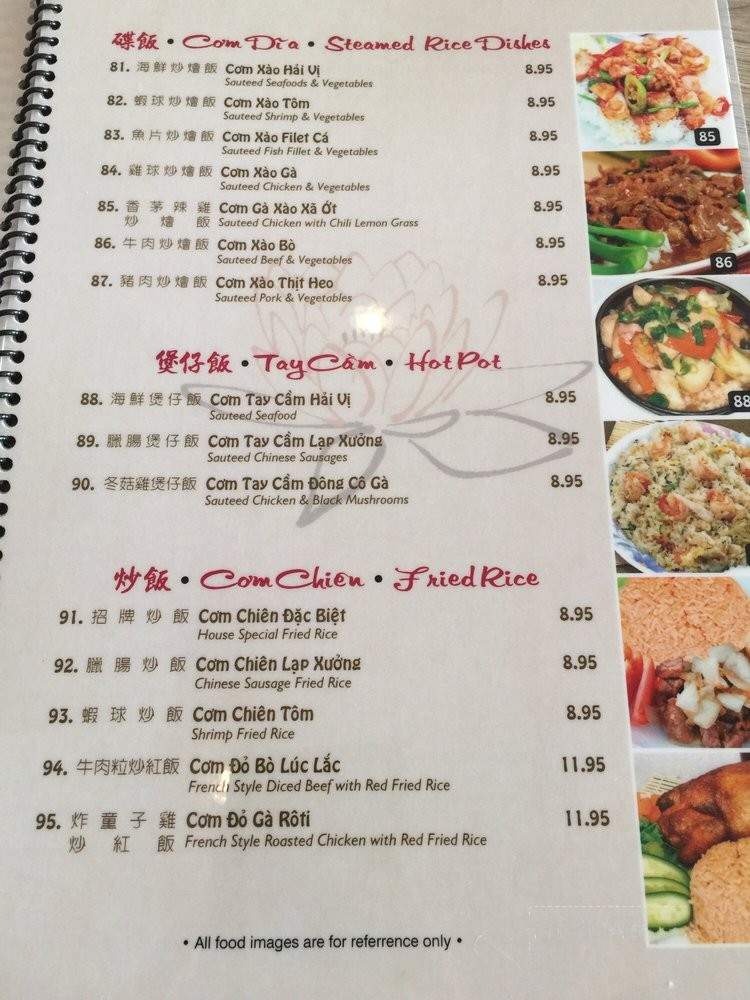 碟飯 • Cơm Dĩa • Steamed Rice Dishes
81. 海鮮炒燴飯 Cơm Xào Hải Vị 8.95
Sauteed Seafoods & Vegetables
82. 蝦球炒燴飯 Cơm Xào Tôm 8.95
Sauteed Shrimp & Vegetables
83. 魚片炒燴飯 Cơm Xào Filet Cá 8.95
Sauteed Fish Fillet & Vegetables
84. 雞球炒燴飯 Cơm Xào Gà 8.95
Sauteed Chicken & Vegetables
85. 香茅辣雞 Cơm Gà Xào Xã Ớt 8.95
炒燴飯 Sauteed Chicken with Chili Lemon Grass
86. 牛肉炒燴飯 Cơm Xào Bò 8.95
Sauteed Beef & Vegetables
87. 豬肉炒燴飯 Cơm Xào Thịt Heo 8.95
Sauteed Pork & Vegetables
煲仔飯 • Tay Cầm • Hot Pot
88. 海鮮煲仔飯 Cơm Tay Cầm Hải Vị 8.95
Sauteed Seafood
89. 臘腸煲仔飯 Cơm Tay Cầm Lạp Xưởng 8.95
Sauteed Chinese Sausages
90. 冬菇雞煲仔飯 Cơm Tay Cầm Đông Cô Gà 8.95
Sauteed Chicken & Black Mushrooms
炒飯 • Cơm Chiên • Fried Rice
91. 招牌炒飯 Cơm Chiên Đặc Biệt 8.95
House Special Fried Rice
92. 臘腸炒飯 Cơm Chiên Lạp Xưởng 8.95
Chinese Sausage Fried Rice
93. 蝦球炒飯 Cơm Chiên Tôm 8.95
Shrimp Fried Rice
94. 牛肉粒炒紅飯 Cơm Đỏ Bò Lúc Lắc 11.95
French Style Diced Beef with Red Fried Rice
95. 炸童子雞 Cơm Đỏ Gà Rôti 11.95
炒紅飯 French Style Roasted Chicken with Red Fried Rice
• All food images are for referrence only •
85
86
88